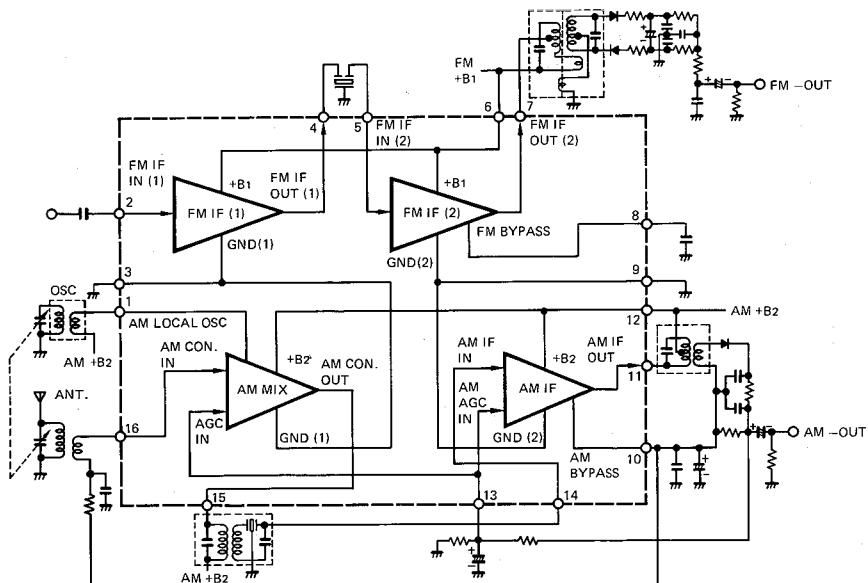 FM
+B1
FM –OUT
4
5
6
7
FM IF
IN (2)
FM IF
OUT (2)
FM IF
IN (1)
+B1
FM IF
OUT (1)
+B1
2
FM IF (1)
FM IF (2)
8
GND(1)
FM BYPASS
GND(2)
3
9
OSC
1
AM LOCAL OSC
12
AM +B2
AM CON.
IN
+B2
AM CON.
OUT
AM IF
IN
+B2
AM IF
OUT
AM +B2
11
ANT.
AM MIX
AM
AGC
IN
AM IF
AGC
IN
16
GND (1)
GND (2)
AM
BYPASS
10
AM –OUT
15
13
14
AM +B2